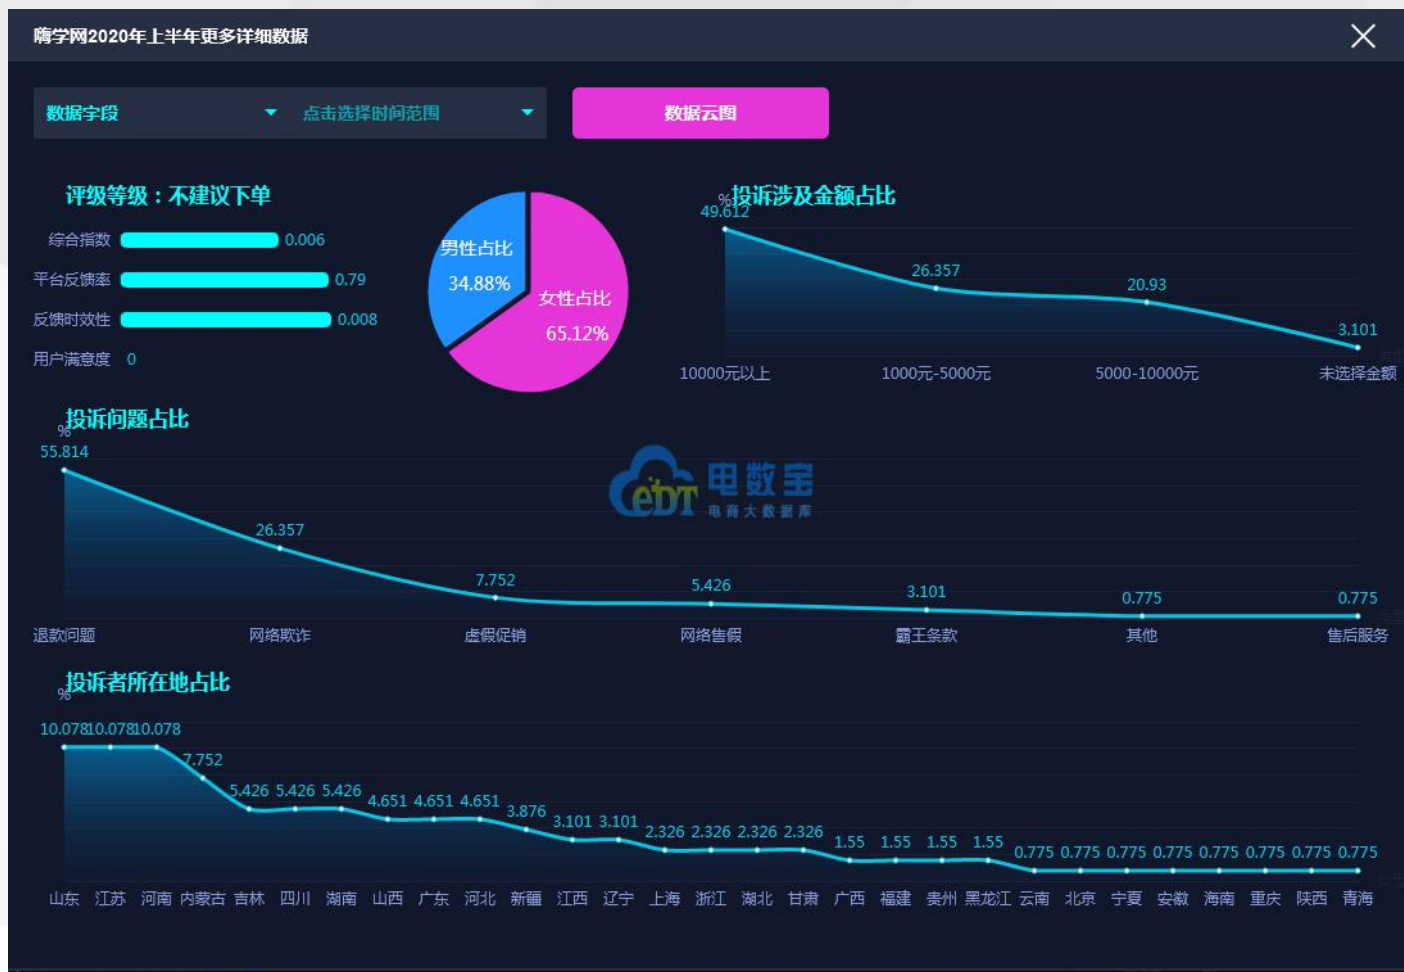 嗨学网2020年上半年更多详细数据
数据字段
点击选择时间范围
数据云图
评级等级：不建议下单
综合指数 0.006
平台反馈率 0.79
反馈时效性 0.008
用户满意度 0
男性占比
34.88%
女性占比
65.12%
投诉涉及金额占比
%
49.612
26.357
20.93
3.101
10000元以上 1000元-5000元 5000-10000元 未选择金额
投诉问题占比
%
55.814
26.357
7.752
5.426
3.101
0.775
0.775
退款问题 网络欺诈 虚假促销 网络售假 霸王条款 其他 售后服务
eDT 电数宝
电商大数据库
投诉者所在地占比
%
10.078 10.078 10.078
7.752
5.426 5.426 5.426
4.651 4.651 4.651
3.876
3.101 3.101
2.326 2.326 2.326 2.326
1.55 1.55 1.55 1.55
0.775 0.775 0.775 0.775 0.775 0.775 0.775 0.775
山东 江苏 河南 内蒙古 吉林 四川 湖南 山西 广东 河北 新疆 江西 辽宁 上海 浙江 湖北 甘肃 广西 福建 贵州 黑龙江 云南 北京 宁夏 安徽 海南 重庆 陕西 青海